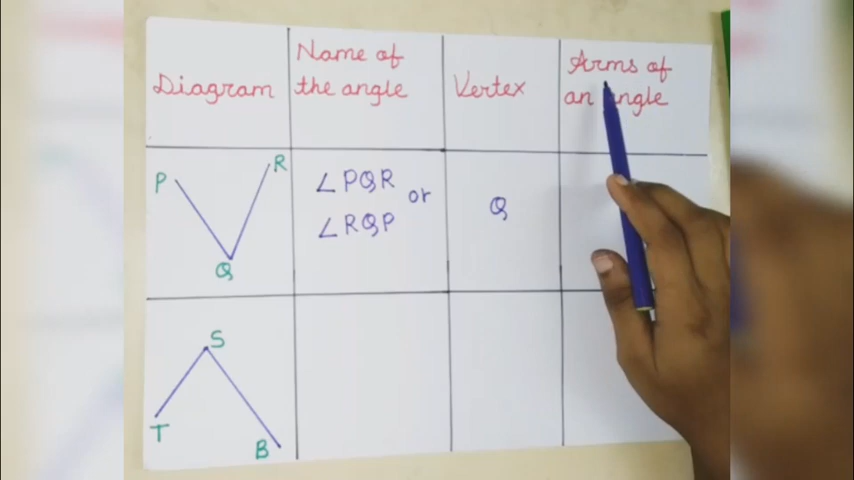 Diagram
Name of
the angle
Vertex
Arms of
an angle
P
R
Q
∠PQR or
∠RQP
Q
S
T
B